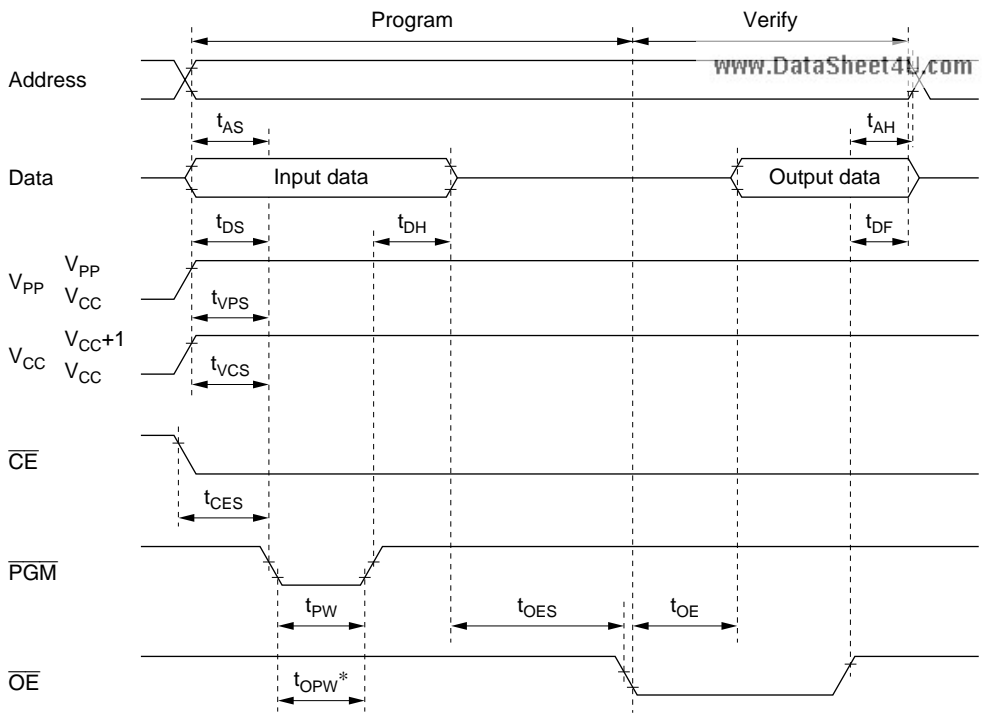 Program Verify
www.DataSheet4U.com
Address
tAS tAH
Data Input data Output data
tDS tDH tDF
VPP VPP
VCC
tVPS
VCC VCC+1
VCC
tVCS
CE
tCES
PGM
tPW tOES tOE
OE
tOPW*